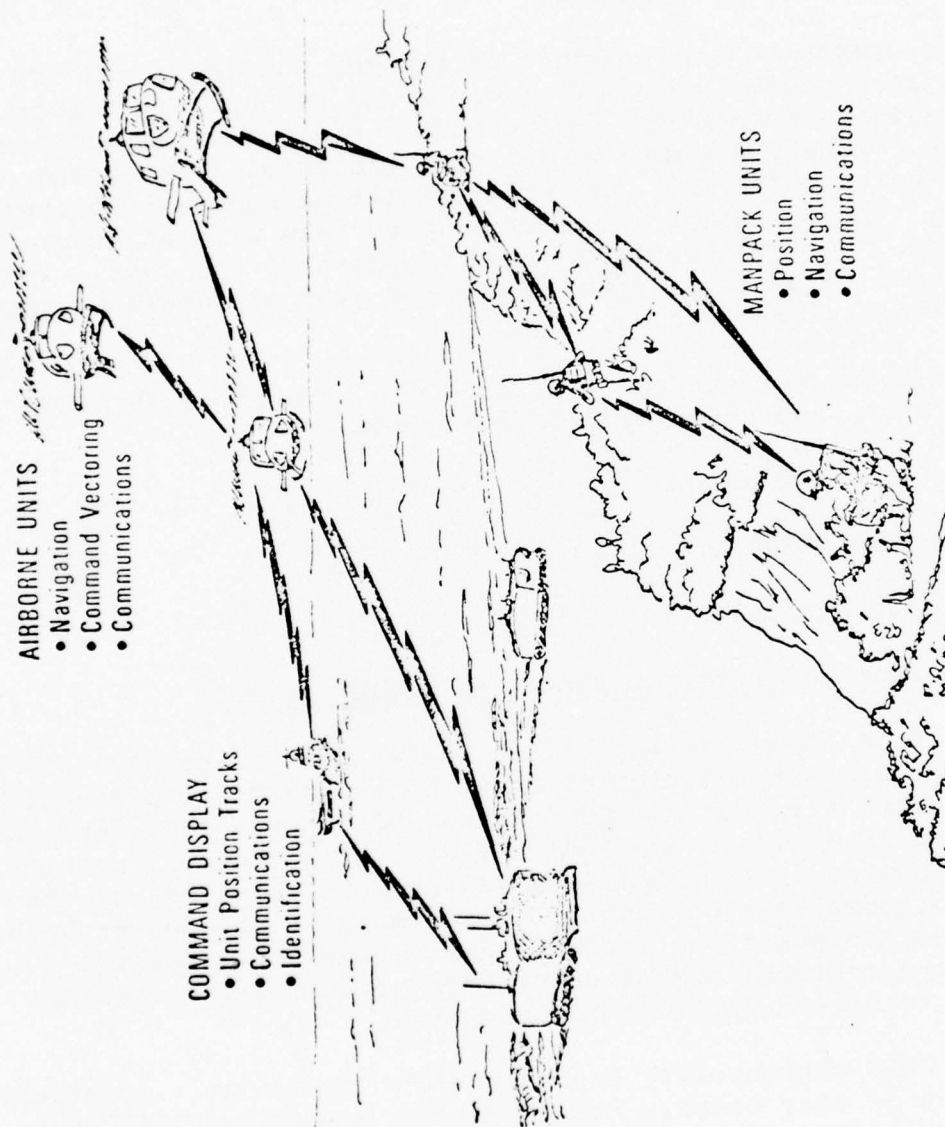 AIRBORNE UNITS
• Navigation
• Command Vectoring
• Communications
COMMAND DISPLAY
• Unit Position Tracks
• Communications
• Identification
MANPACK UNITS
• Position
• Navigation
• Communications